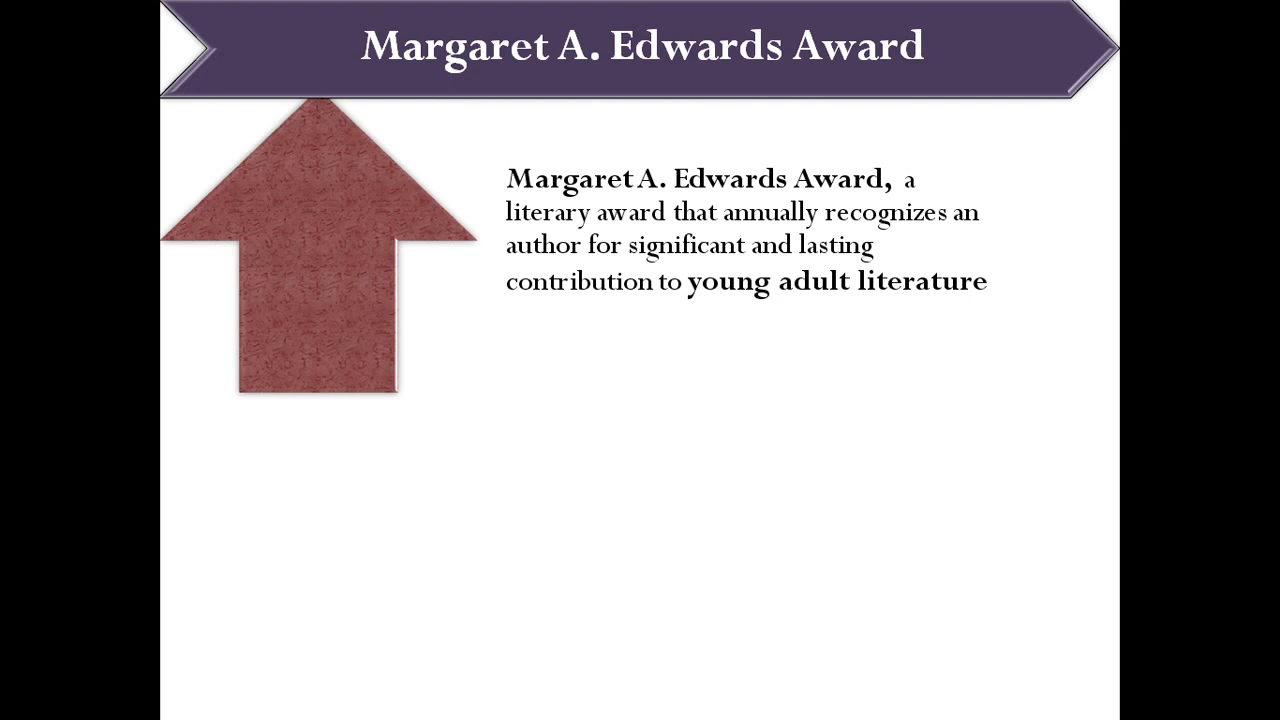 Margaret A. Edwards Award
Margaret A. Edwards Award, a
literary award that annually recognizes an
author for significant and lasting
contribution to young adult literature